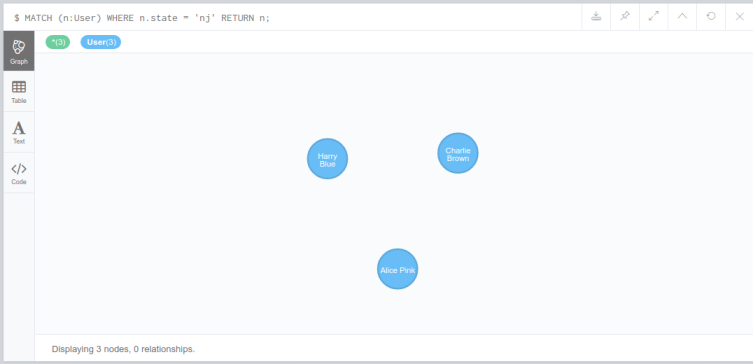 $ MATCH (n:User) WHERE n.state = 'nj' RETURN n;
*(3) User(3)
Graph
Table
A
Text
</>
Code
Harry
Blue
Charlie
Brown
Alice Pink
Displaying 3 nodes, 0 relationships.